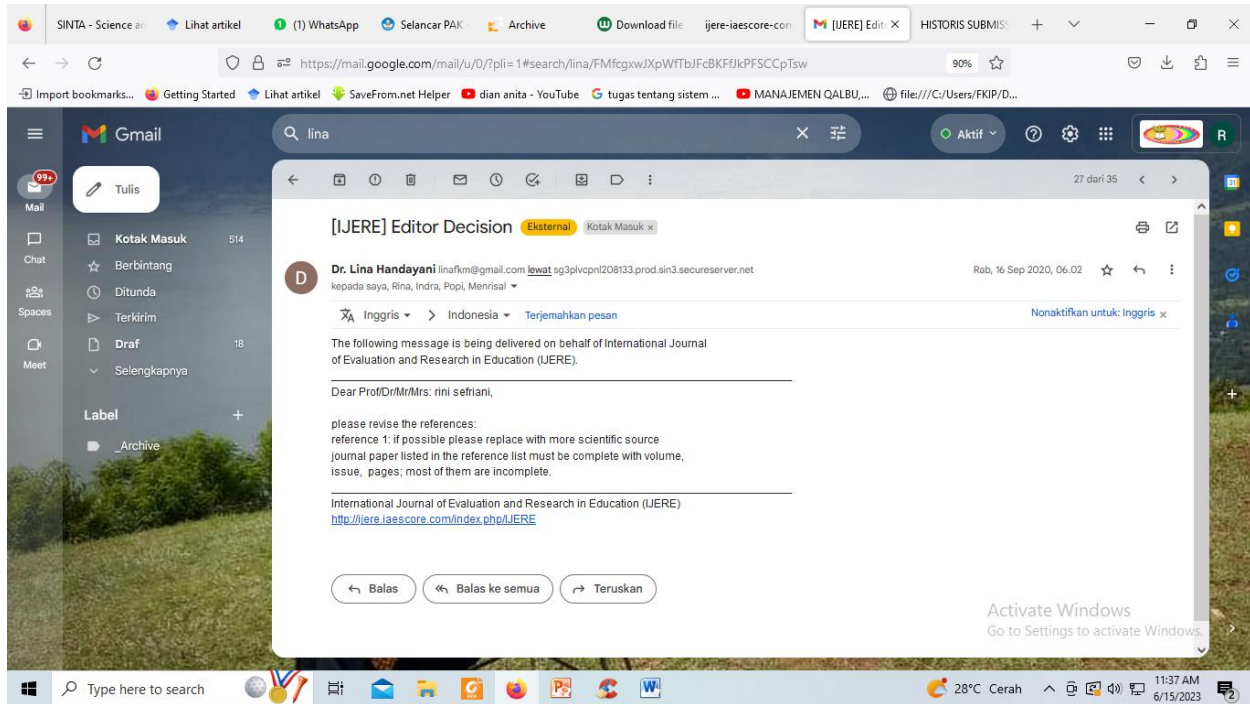 SINTA - Science an
Lihat artikel
(1) WhatsApp
Selancar PAK -
Archive
Download file
ijere-iaescore-com
[IJERE] Edit
HISTORIS SUBMISS
https://mail.google.com/mail/u/0/?pli=1#search/lina/FMfcgxwJXpWfTbJFcBKFfJkPFSCCpTsw
90%
Import bookmarks...
Getting Started
Lihat artikel
SaveFrom.net Helper
dian anita - YouTube
tugas tentang sistem ...
MANAJEMEN QALBU,...
file:///C:/Users/FKIP/D...
Gmail
lina
Aktif
R
99+
Mail
Chat
Spaces
Meet
Tulis
Kotak Masuk 514
Berbintang
Ditunda
Terkirim
Draf 18
Selengkapnya
Label
_Archive
27 dari 35
[IJERE] Editor Decision Eksternal Kotak Masuk x
D
Dr. Lina Handayani linafkm@gmail.com lewat sg3plvcpnl208133.prod.sin3.secureserver.net
Rab, 16 Sep 2020, 06.02
kepada saya, Rina, Indra, Popi, Menrisal
Inggris > Indonesia Terjemahkan pesan
Nonaktifkan untuk: Inggris x
The following message is being delivered on behalf of International Journal
of Evaluation and Research in Education (IJERE).
Dear Prof/Dr/Mr/Mrs: rini sefriani,
please revise the references:
reference 1: if possible please replace with more scientific source
journal paper listed in the reference list must be complete with volume,
issue, pages; most of them are incomplete.
International Journal of Evaluation and Research in Education (IJERE)
http://ijere.iaescore.com/index.php/IJERE
Balas
Balas ke semua
Teruskan
Activate Windows
Go to Settings to activate Windows.
Type here to search
28°C Cerah
11:37 AM
6/15/2023
2